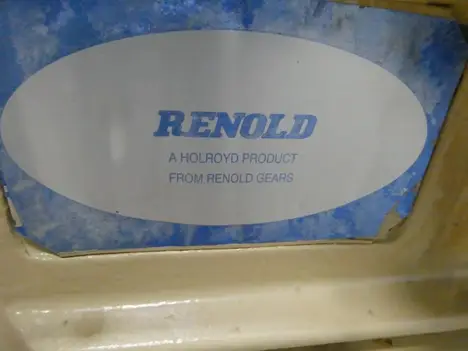 RENOLD
A HOLROYD PRODUCT
FROM RENOLD GEARS